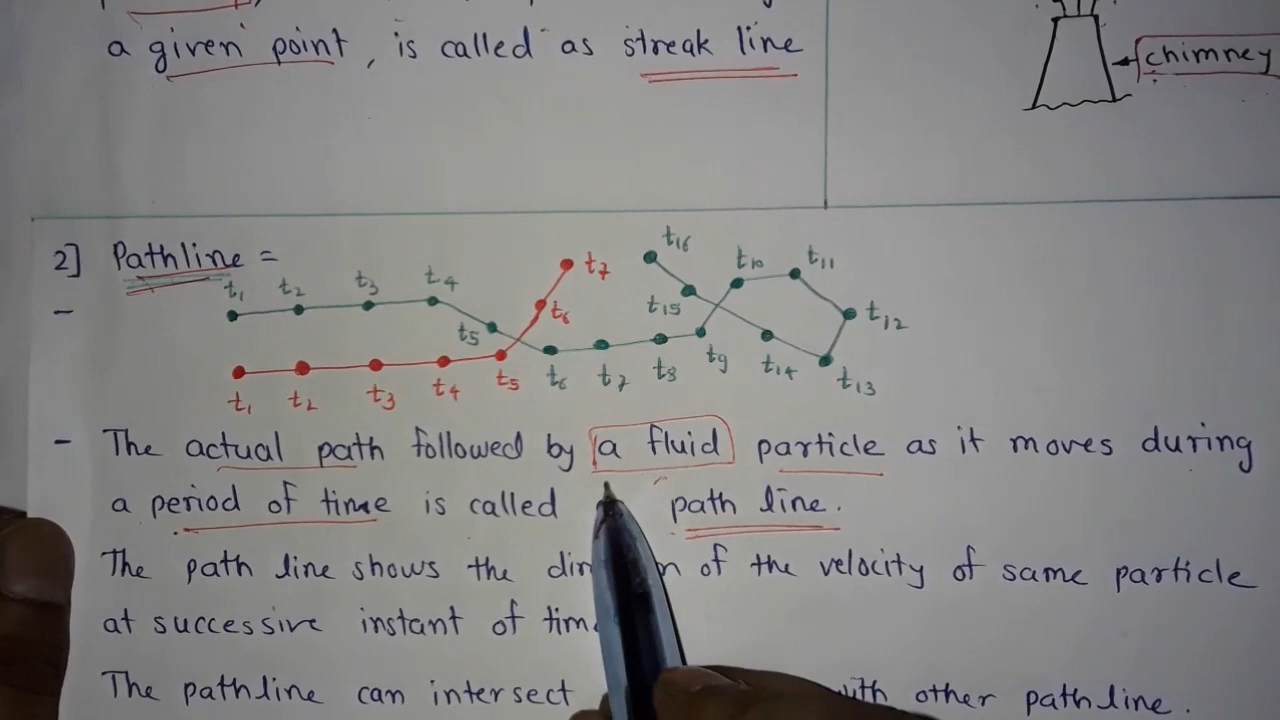 a given point, is called as streak line
chimney
2] Pathline =
t1 t2 t3 t4 t5 t6 t7 t8 t9 t10 t11 t12 t13 t14 t15 t16
t1 t2 t3 t4 t5 t6 t7
- The actual path followed by a fluid particle as it moves during
a period of time is called path line.
The path line shows the of the velocity of same particle
at successive instant of
The pathline can intersect with other pathline.